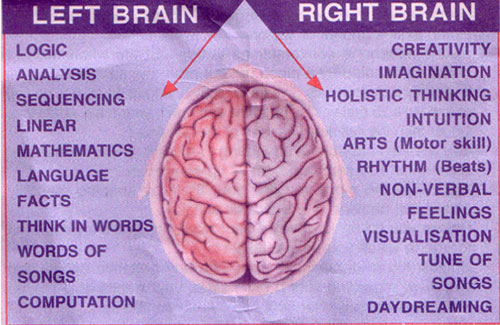 LEFT BRAIN
LOGIC
ANALYSIS
SEQUENCING
LINEAR
MATHEMATICS
LANGUAGE
FACTS
THINK IN WORDS
WORDS OF
SONGS
COMPUTATION
RIGHT BRAIN
CREATIVITY
IMAGINATION
HOLISTIC THINKING
INTUITION
ARTS (Motor skill)
RHYTHM (Beats)
NON-VERBAL
FEELINGS
VISUALISATION
TUNE OF
SONGS
DAYDREAMING